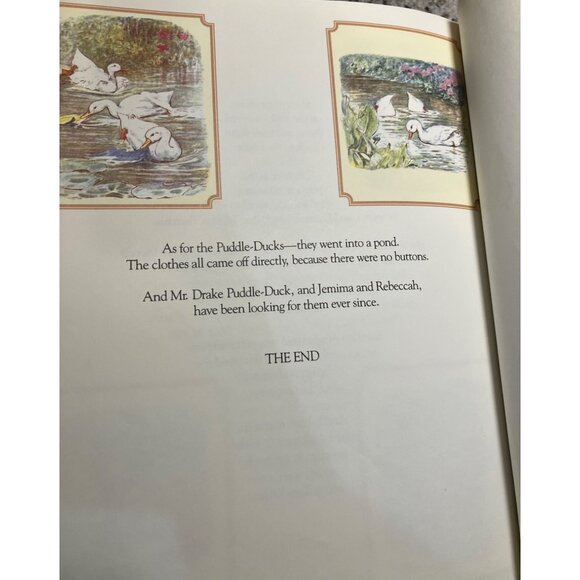 As for the Puddle-Ducks—they went into a pond.
The clothes all came off directly, because there were no buttons.
And Mr. Drake Puddle-Duck, and Jemima and Rebeccah,
have been looking for them ever since.
THE END